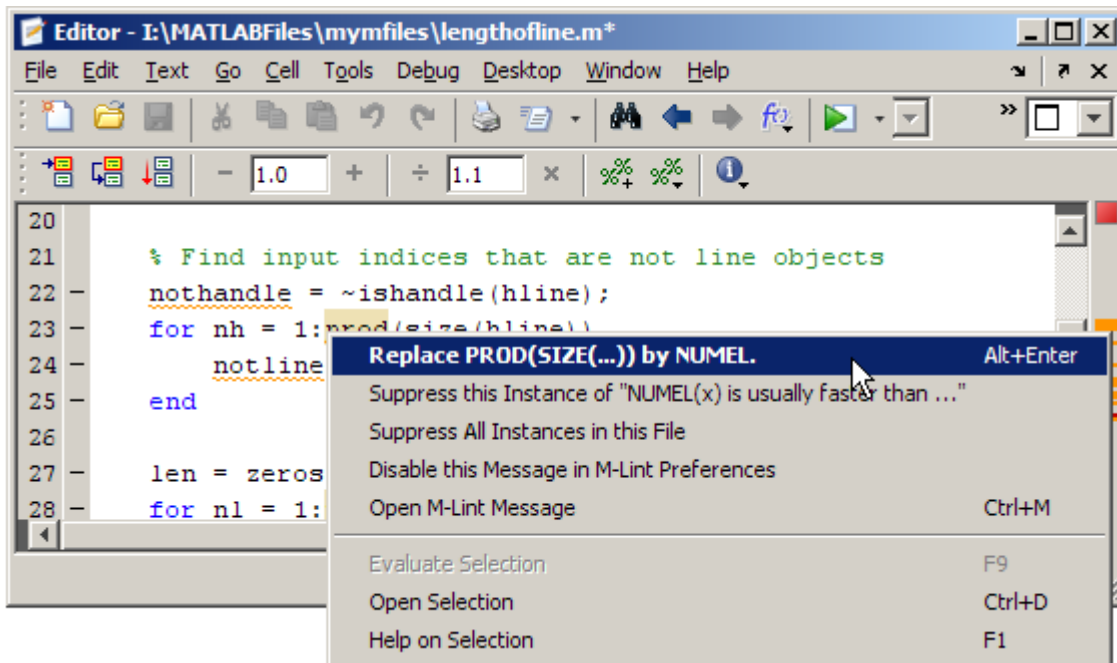 Editor - I:\MATLABFiles\mymfiles\lengthofline.m*
File Edit Text Go Cell Tools Debug Desktop Window Help
f()
»
− 1.0 + ÷ 1.1 × %%+ %%
20
21 % Find input indices that are not line objects
22 − nothandle = ~ishandle(hline);
23 − for nh = 1:prod(size(hline))
24 − notline
25 − end
26
27 − len = zeros
28 − for nl = 1:
Replace PROD(SIZE(...)) by NUMEL. Alt+Enter
Suppress this Instance of "NUMEL(x) is usually faster than ..."
Suppress All Instances in this File
Disable this Message in M-Lint Preferences
Open M-Lint Message Ctrl+M
Evaluate Selection F9
Open Selection Ctrl+D
Help on Selection F1